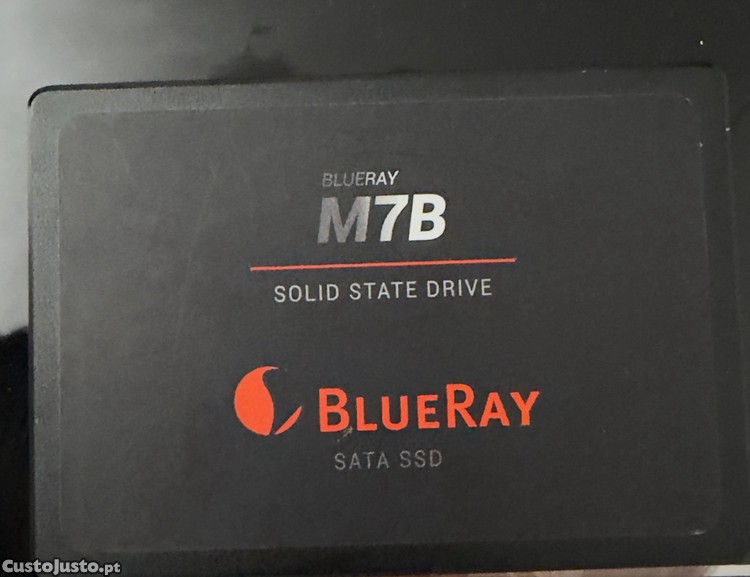 BLUERAY
M7B
SOLID STATE DRIVE
BLUERAY
SATA SSD
CustoJusto.pt